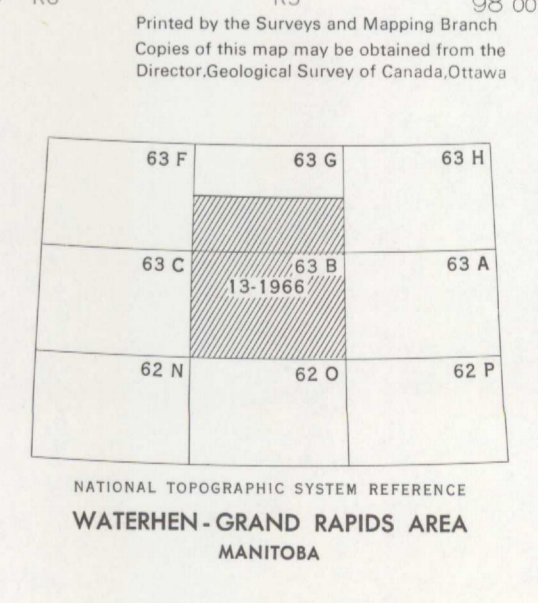 98 00
Printed by the Surveys and Mapping Branch
Copies of this map may be obtained from the
Director,Geological Survey of Canada,Ottawa
63 F 63 G 63 H
63 C 63 B 63 A
13-1966
62 N 62 O 62 P
NATIONAL TOPOGRAPHIC SYSTEM REFERENCE
WATERHEN - GRAND RAPIDS AREA
MANITOBA